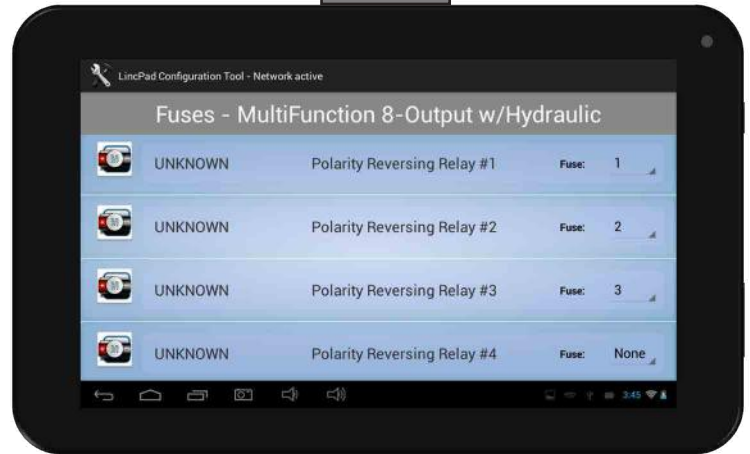 LincPad Configuration Tool - Network active
Fuses - MultiFunction 8-Output w/Hydraulic
UNKNOWN Polarity Reversing Relay #1 Fuse: 1
UNKNOWN Polarity Reversing Relay #2 Fuse: 2
UNKNOWN Polarity Reversing Relay #3 Fuse: 3
UNKNOWN Polarity Reversing Relay #4 Fuse: None
3:45